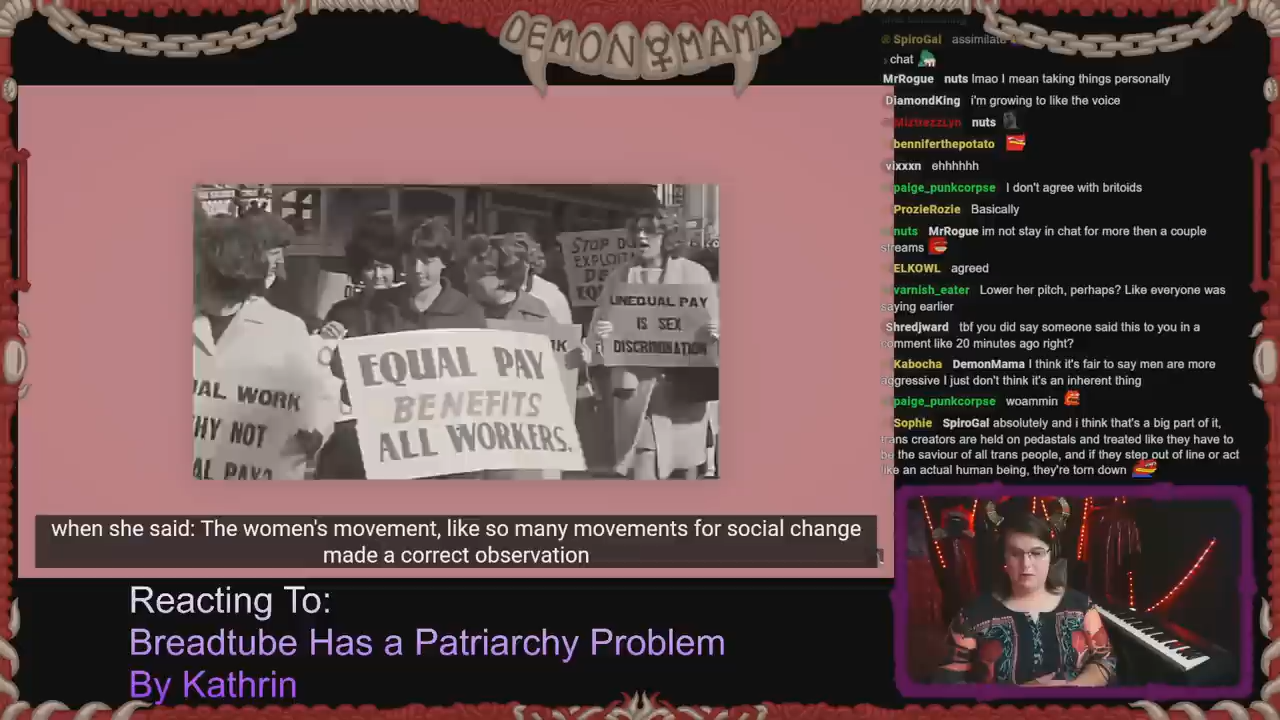 DEMON MAMA
SpiroGal assimilate
chat
MrRogue nuts lmao I mean taking things personally
DiamondKing i'm growing to like the voice
MiztrezzLyn nuts
benniferthepotato
vixxxn ehhhhhh
paige_punkcorpse I don't agree with britoids
ProzieRozie Basically
nuts MrRogue im not stay in chat for more then a couple
streams
ELKOWL agreed
varnish_eater Lower her pitch, perhaps? Like everyone was
saying earlier
Shredjward tbf you did say someone said this to you in a
comment like 20 minutes ago right?
Kabocha DemonMama I think it's fair to say men are more
aggressive I just don't think it's an inherent thing
paige_punkcorpse woammin
Sophie SpiroGal absolutely and i think that's a big part of it,
trans creators are held on pedastals and treated like they have to
be the saviour of all trans people, and if they step out of line or act
like an actual human being, they're torn down
STOP
UNEQUAL PAY
IS SEX
DISCRIMINATION
EQUAL PAY
BENEFITS
ALL WORKERS.
WORK
WHY NOT
PAY?
when she said: The women's movement, like so many movements for social change
made a correct observation
Reacting To:
Breadtube Has a Patriarchy Problem
By Kathrin